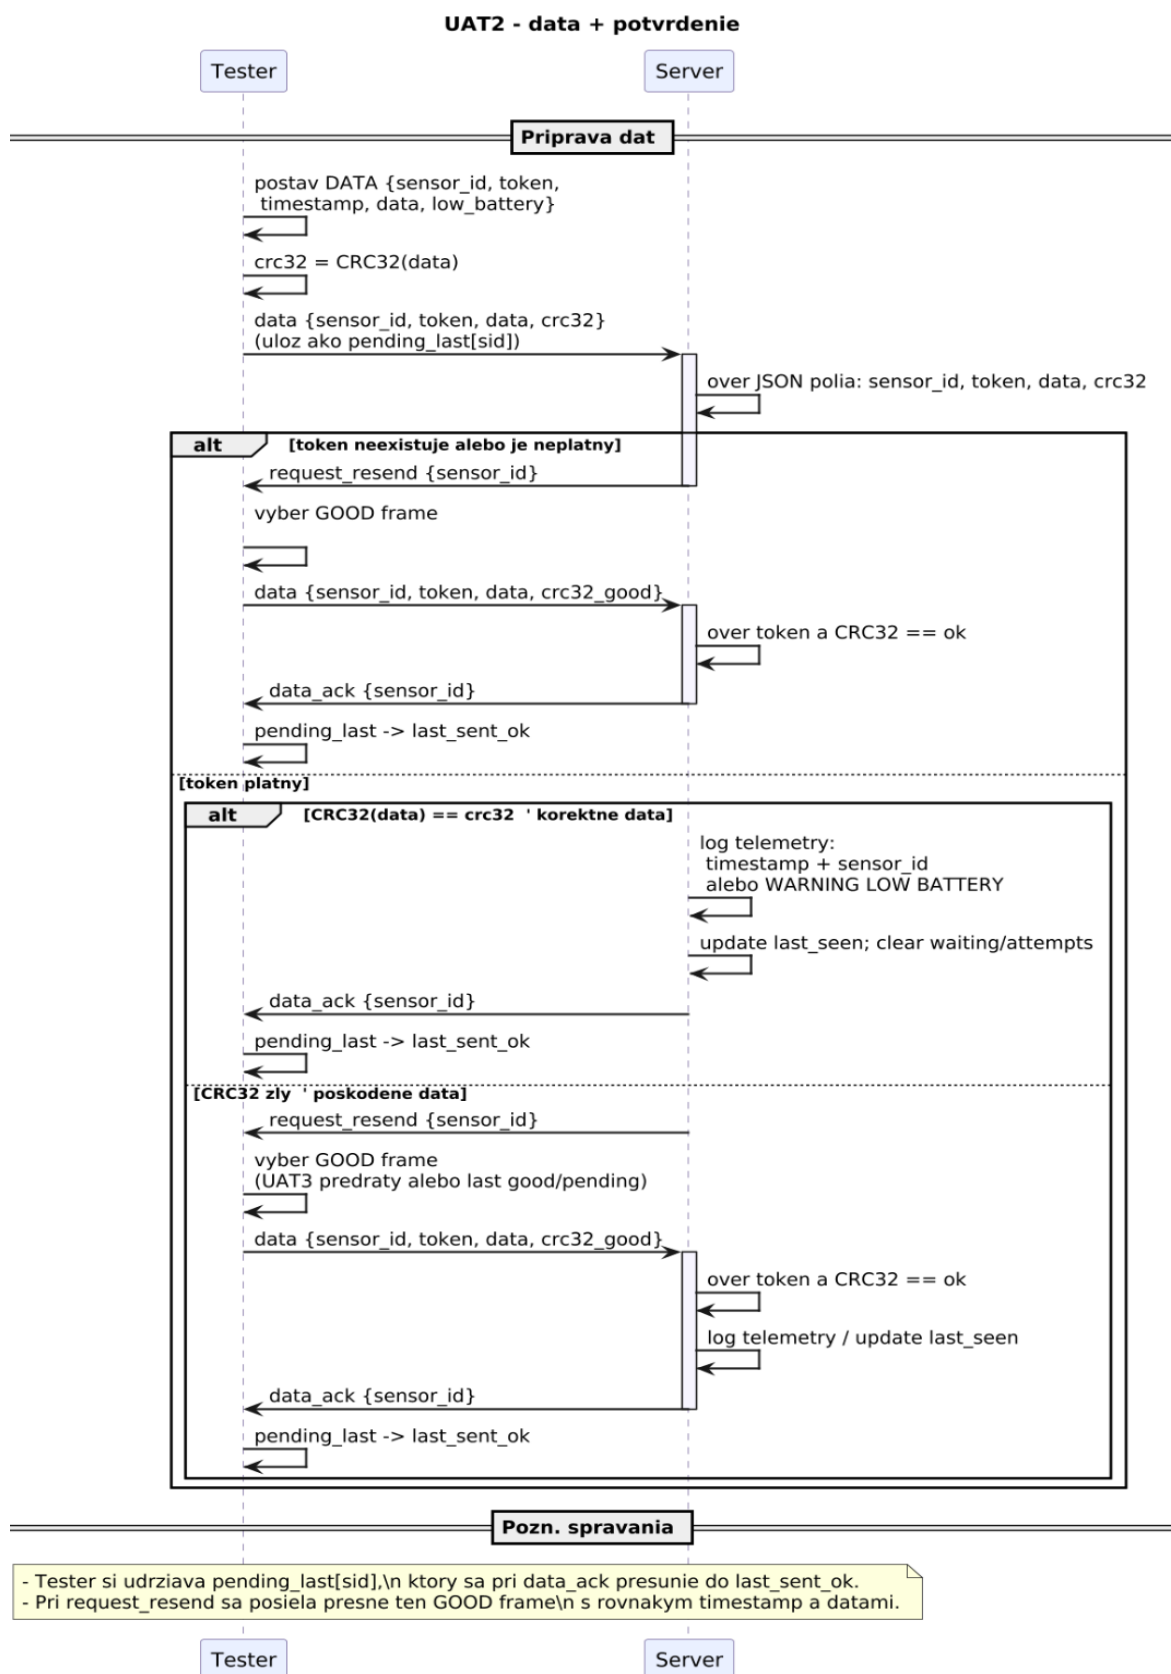 UAT2 - data + potvrdenie
Tester
Server
Priprava dat
postav DATA {sensor_id, token,
timestamp, data, low_battery}
crc32 = CRC32(data)
data {sensor_id, token, data, crc32}
(uloz ako pending_last[sid])
over JSON polia: sensor_id, token, data, crc32
alt
[token neexistuje alebo je neplatny]
request_resend {sensor_id}
vyber GOOD frame
data {sensor_id, token, data, crc32_good}
over token a CRC32 == ok
data_ack {sensor_id}
pending_last -> last_sent_ok
[token platny]
alt
[CRC32(data) == crc32 ' korektne data]
log telemetry:
timestamp + sensor_id
alebo WARNING LOW BATTERY
update last_seen; clear waiting/attempts
data_ack {sensor_id}
pending_last -> last_sent_ok
[CRC32 zly ' poskodene data]
request_resend {sensor_id}
vyber GOOD frame
(UAT3 predraty alebo last good/pending)
data {sensor_id, token, data, crc32_good}
over token a CRC32 == ok
log telemetry / update last_seen
data_ack {sensor_id}
pending_last -> last_sent_ok
Pozn. spravania
- Tester si udrziava pending_last[sid],\n ktory sa pri data_ack presunie do last_sent_ok.
- Pri request_resend sa posiela presne ten GOOD frame\n s rovnakym timestamp a datami.
Tester
Server